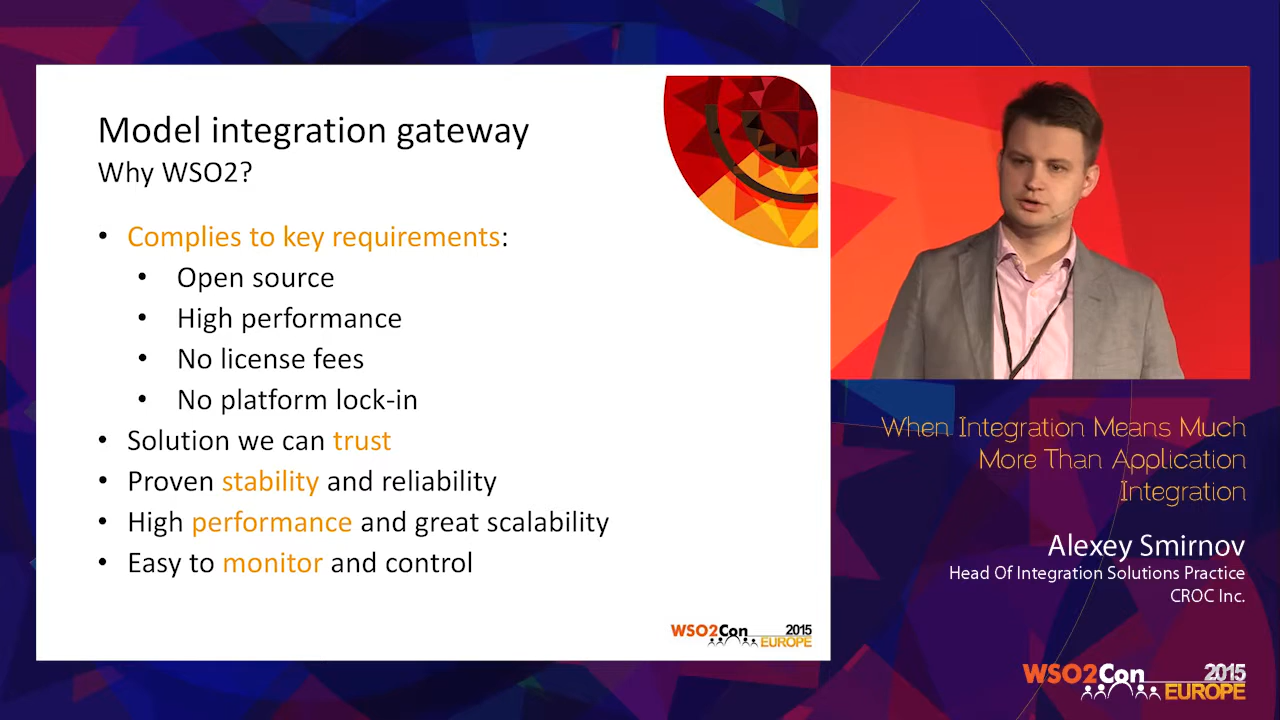 Model integration gateway
Why WSO2?
• Complies to key requirements:
• Open source
• High performance
• No license fees
• No platform lock-in
• Solution we can trust
• Proven stability and reliability
• High performance and great scalability
• Easy to monitor and control
WSO2Con 2015
EUROPE
When Integration Means Much
More Than Application
Integration
Alexey Smirnov
Head Of Integration Solutions Practice
CROC Inc.
WSO2Con 2015
EUROPE